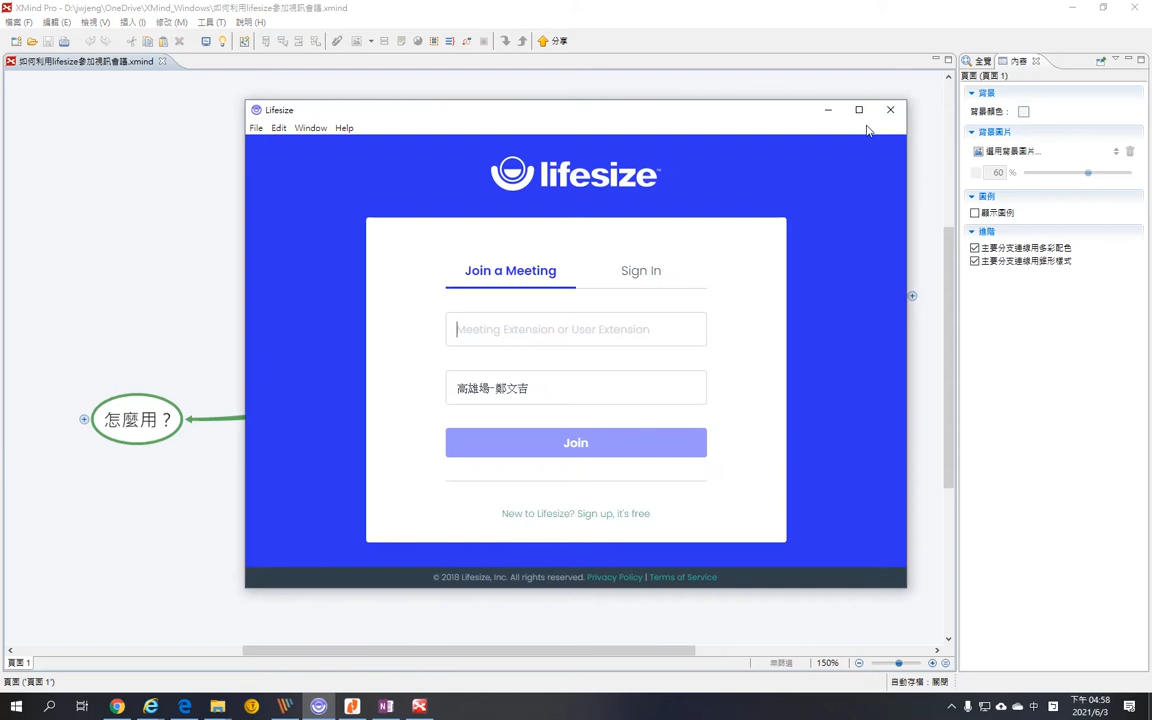 XMind Pro - D:\jwjeng\OneDrive\XMind_Windows\如何利用lifesize參加視訊會議.xmind
檔案 (F) 編輯 (E) 檢視 (V) 插入 (I) 修改 (M) 工具 (T) 說明 (H)
分享
如何利用lifesize參加視訊會議.xmind
全覽 內容
頁面 (頁面 1)
背景
背景顏色：
背景圖片
選用背景圖片...
60 %
圖例
顯示圖例
進階
主要分支連線用多彩配色
主要分支連線用錐形樣式
Lifesize
File Edit Window Help
lifesize
Join a Meeting Sign In
Meeting Extension or User Extension
高雄場-鄭文吉
Join
New to Lifesize? Sign up, it's free
© 2018 Lifesize, Inc. All rights reserved. Privacy Policy | Terms of Service
怎麼用？
頁面 1
無篩選 150%
頁面 ('頁面 1')
自動存檔：關閉
中
下午 04:58
2021/6/3